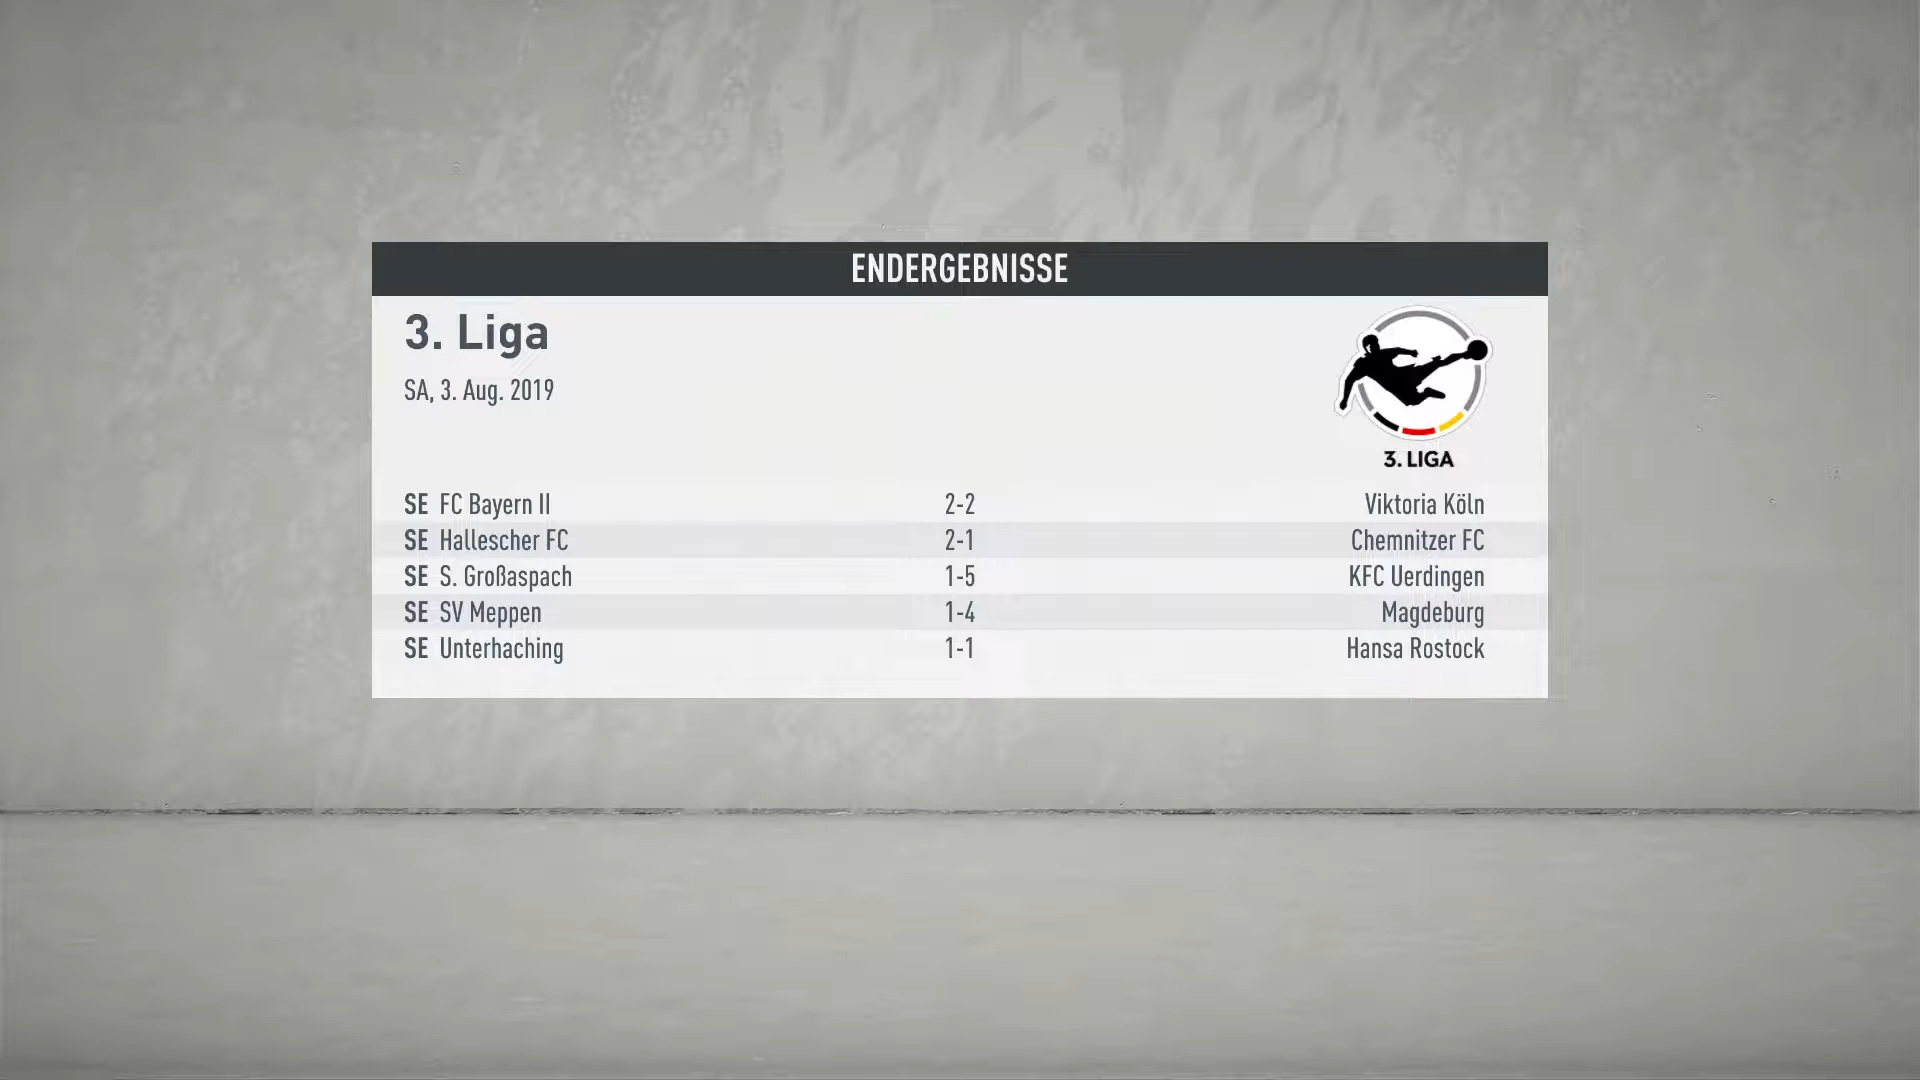 ENDERGEBNISSE
3. Liga
SA, 3. Aug. 2019
3. LIGA
SE FC Bayern II 2-2 Viktoria Köln
SE Hallescher FC 2-1 Chemnitzer FC
SE S. Großaspach 1-5 KFC Uerdingen
SE SV Meppen 1-4 Magdeburg
SE Unterhaching 1-1 Hansa Rostock